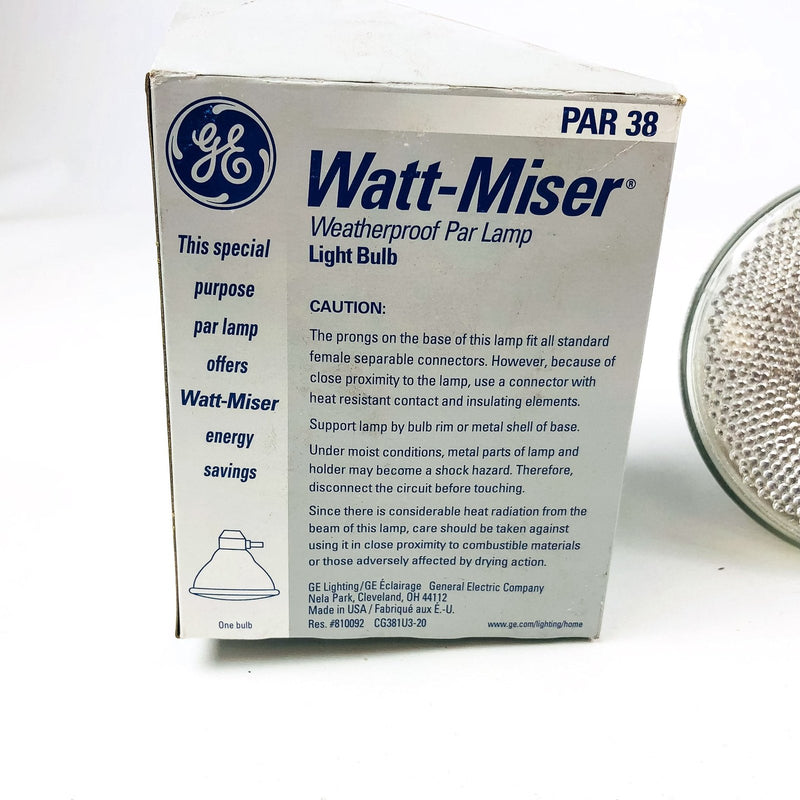 GE
PAR 38
Watt-Miser®
Weatherproof Par Lamp
Light Bulb
This special
purpose
par lamp
offers
Watt-Miser
energy
savings
One bulb
CAUTION:
The prongs on the base of this lamp fit all standard
female separable connectors. However, because of
close proximity to the lamp, use a connector with
heat resistant contact and insulating elements.
Support lamp by bulb rim or metal shell of base.
Under moist conditions, metal parts of lamp and
holder may become a shock hazard. Therefore,
disconnect the circuit before touching.
Since there is considerable heat radiation from the
beam of this lamp, care should be taken against
using it in close proximity to combustible materials
or those adversely affected by drying action.
GE Lighting/GE Éclairage General Electric Company
Nela Park, Cleveland, OH 44112
Made in USA / Fabriqué aux É.-U.
Res. #810092 CG381U3-20
www.ge.com/lighting/home